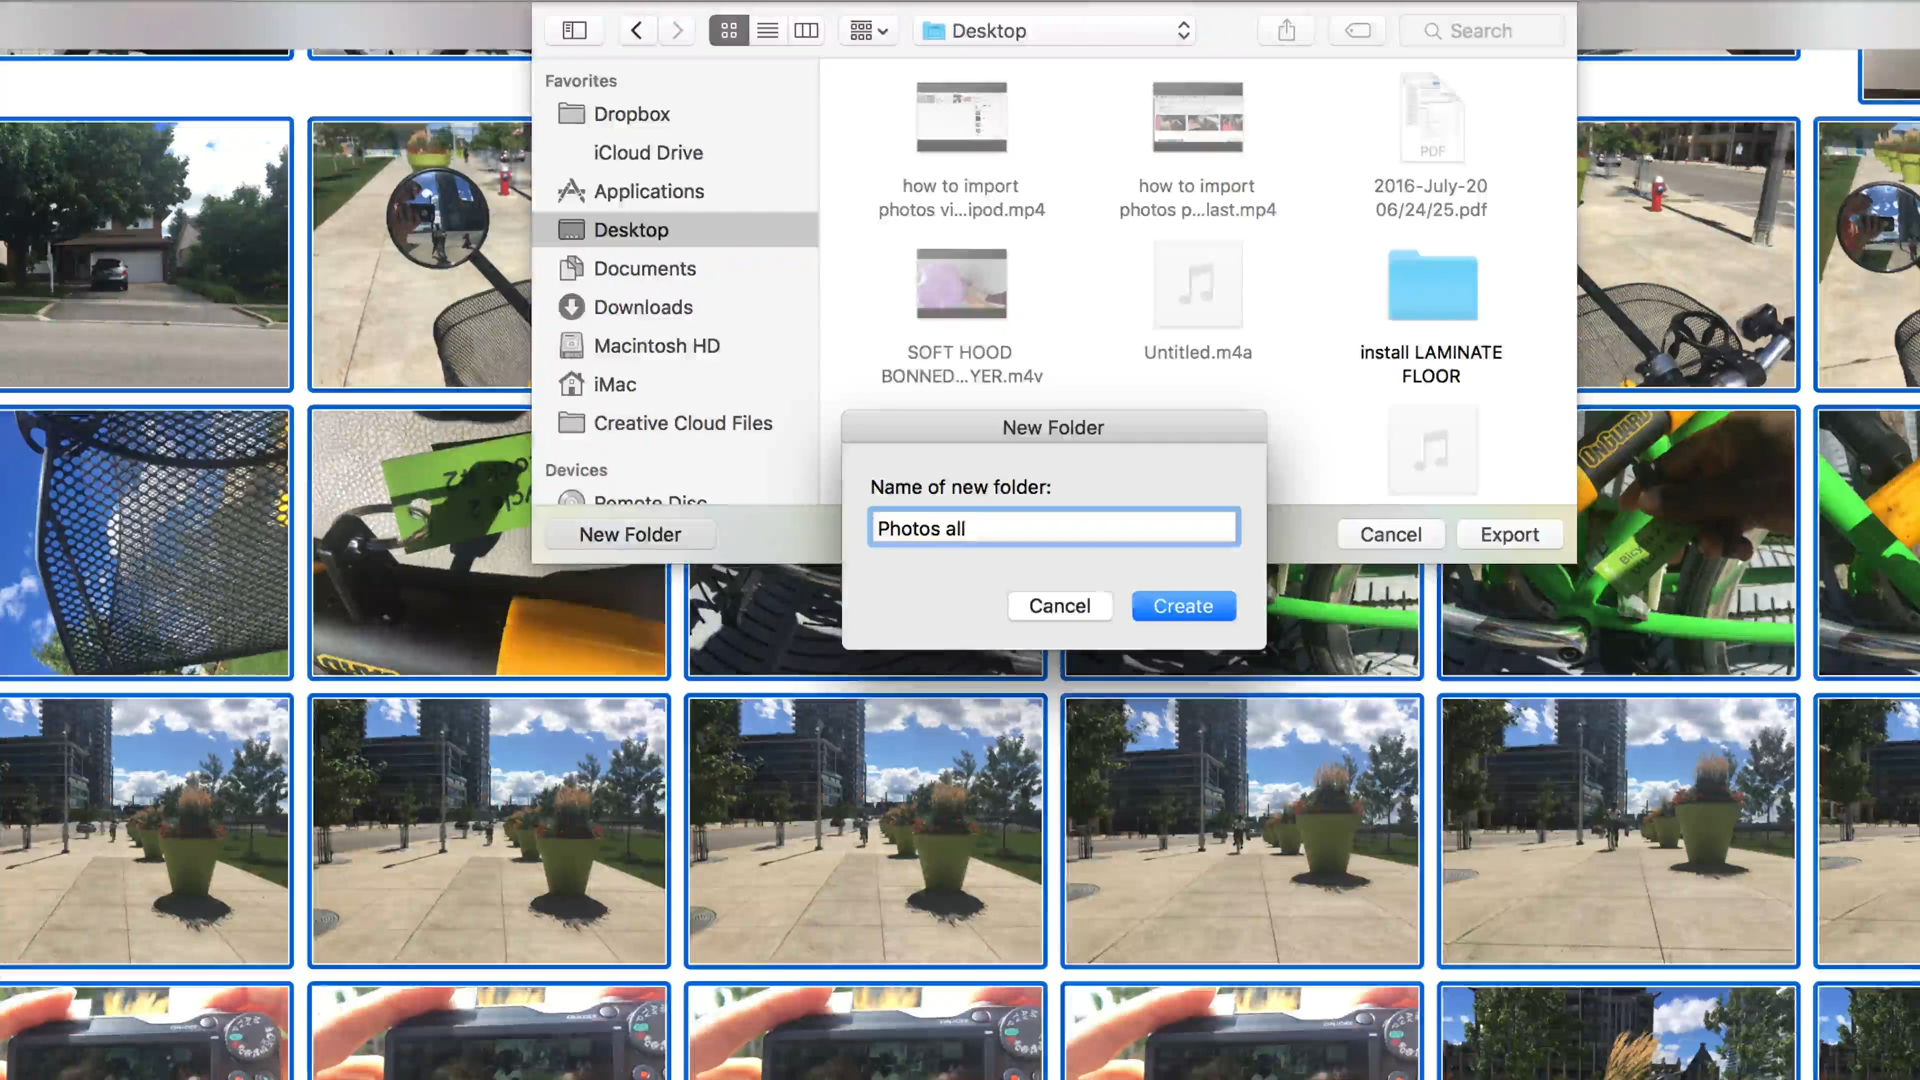 Desktop
Search
Favorites
Dropbox
iCloud Drive
Applications
Desktop
Documents
Downloads
Macintosh HD
iMac
Creative Cloud Files
Devices
Remote Disc
how to import
photos vi...ipod.mp4
how to import
photos p...last.mp4
PDF
2016-July-20
06/24/25.pdf
SOFT HOOD
BONNED...YER.m4v
Untitled.m4a
install LAMINATE
FLOOR
New Folder
Name of new folder:
Photos all
Cancel
Create
New Folder
Cancel
Export
ONGUARD